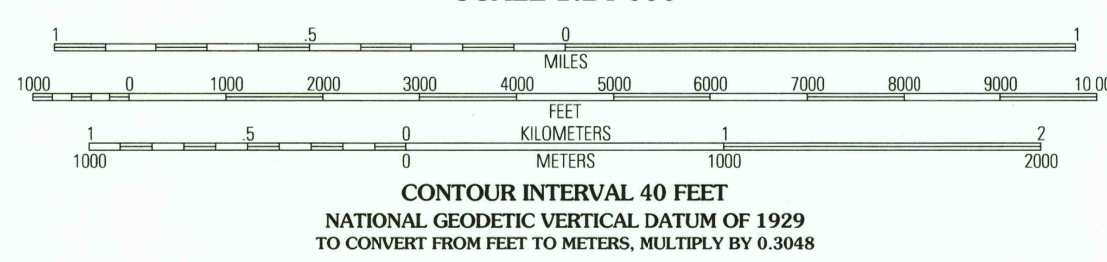 1 .5 0 1
MILES
1000 0 1000 2000 3000 4000 5000 6000 7000 8000 9000 10 00
FEET
1 .5 0 KILOMETERS 1 2
1000 0 METERS 1000 2000
CONTOUR INTERVAL 40 FEET
NATIONAL GEODETIC VERTICAL DATUM OF 1929
TO CONVERT FROM FEET TO METERS, MULTIPLY BY 0.3048